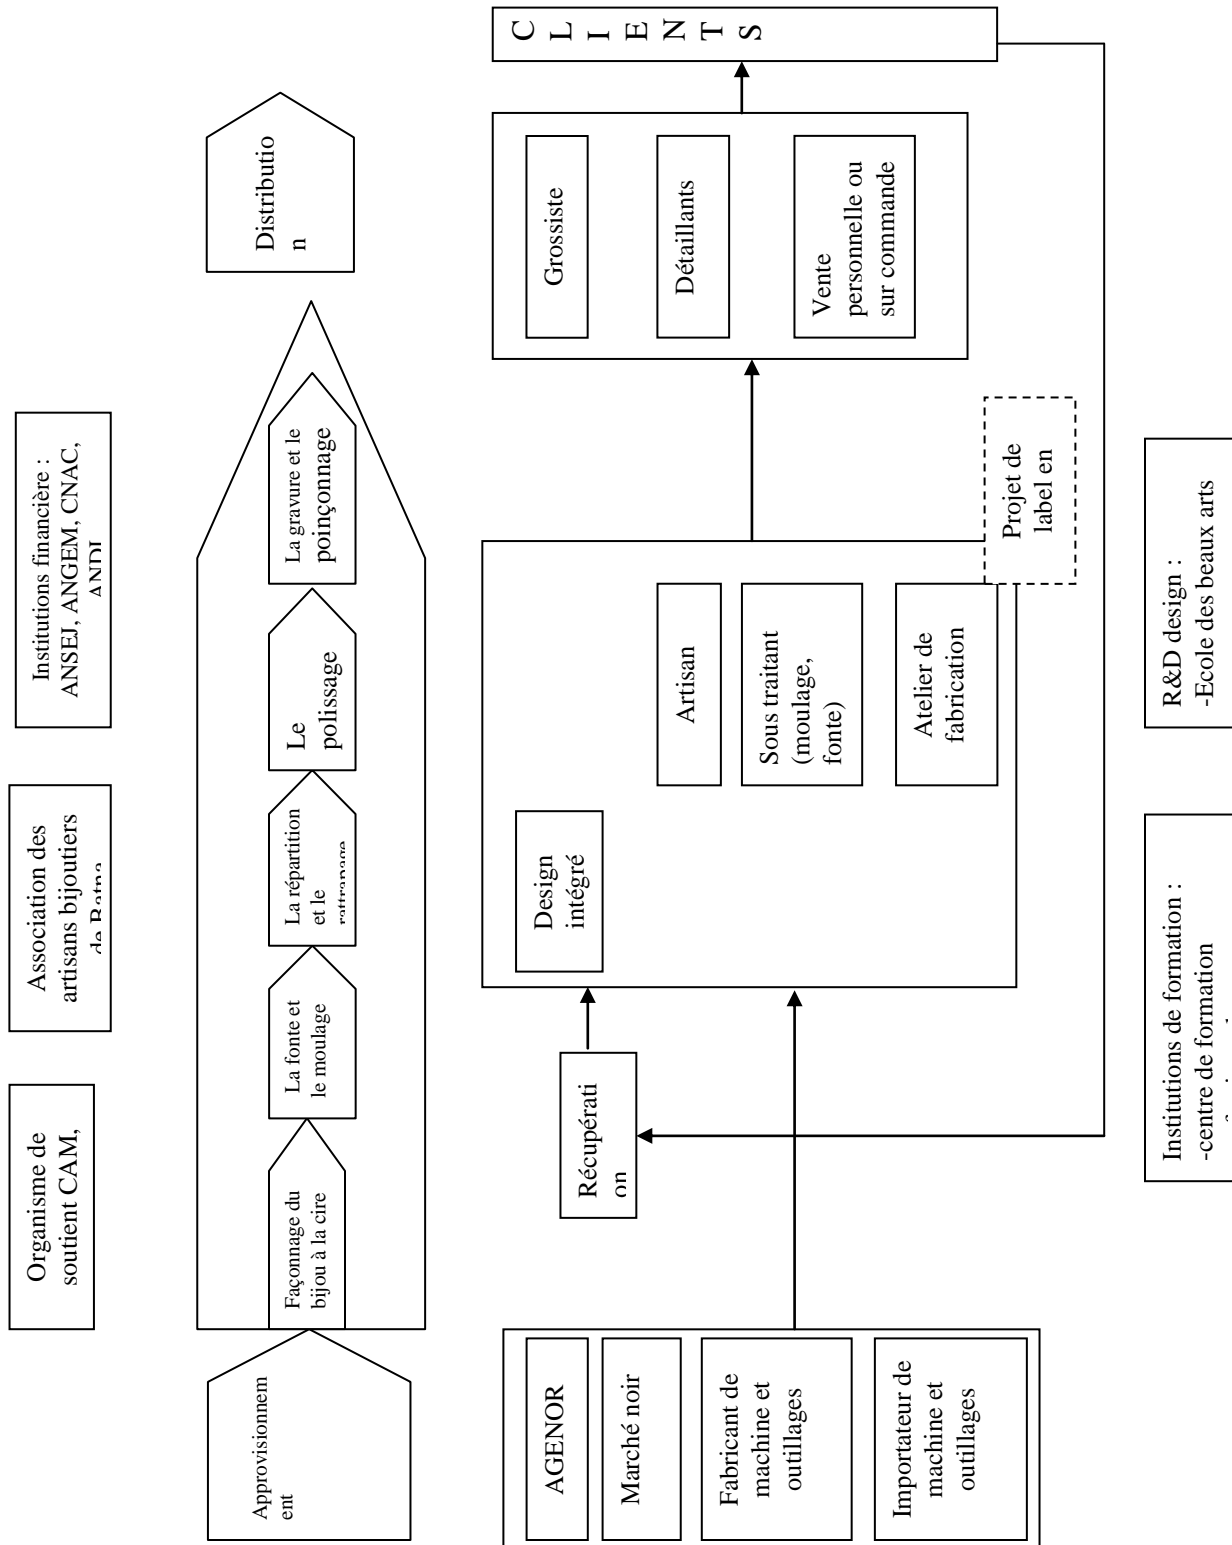 Organisme de
soutient CAM,
Association des
artisans bijoutiers
de Batna
Institutions financière :
ANSEJ, ANGEM, CNAC,
ANDI
Approvisionnem
ent
Façonnage du
bijou à la cire
La fonte et
le moulage
La répartition
et le
rattrapage
Le
polissage
La gravure et le
poinçonnage
Distributio
n
AGENOR
Marché noir
Fabricant de
machine et
outillages
Importateur de
machine et
outillages
Récupérati
on
Design
intégré
Artisan
Sous traitant
(moulage,
fonte)
Atelier de
fabrication
Projet de
label en
Grossiste
Détaillants
Vente
personnelle ou
sur commande
C
L
I
E
N
T
S
Institutions de formation :
-centre de formation
R&D design :
-Ecole des beaux arts